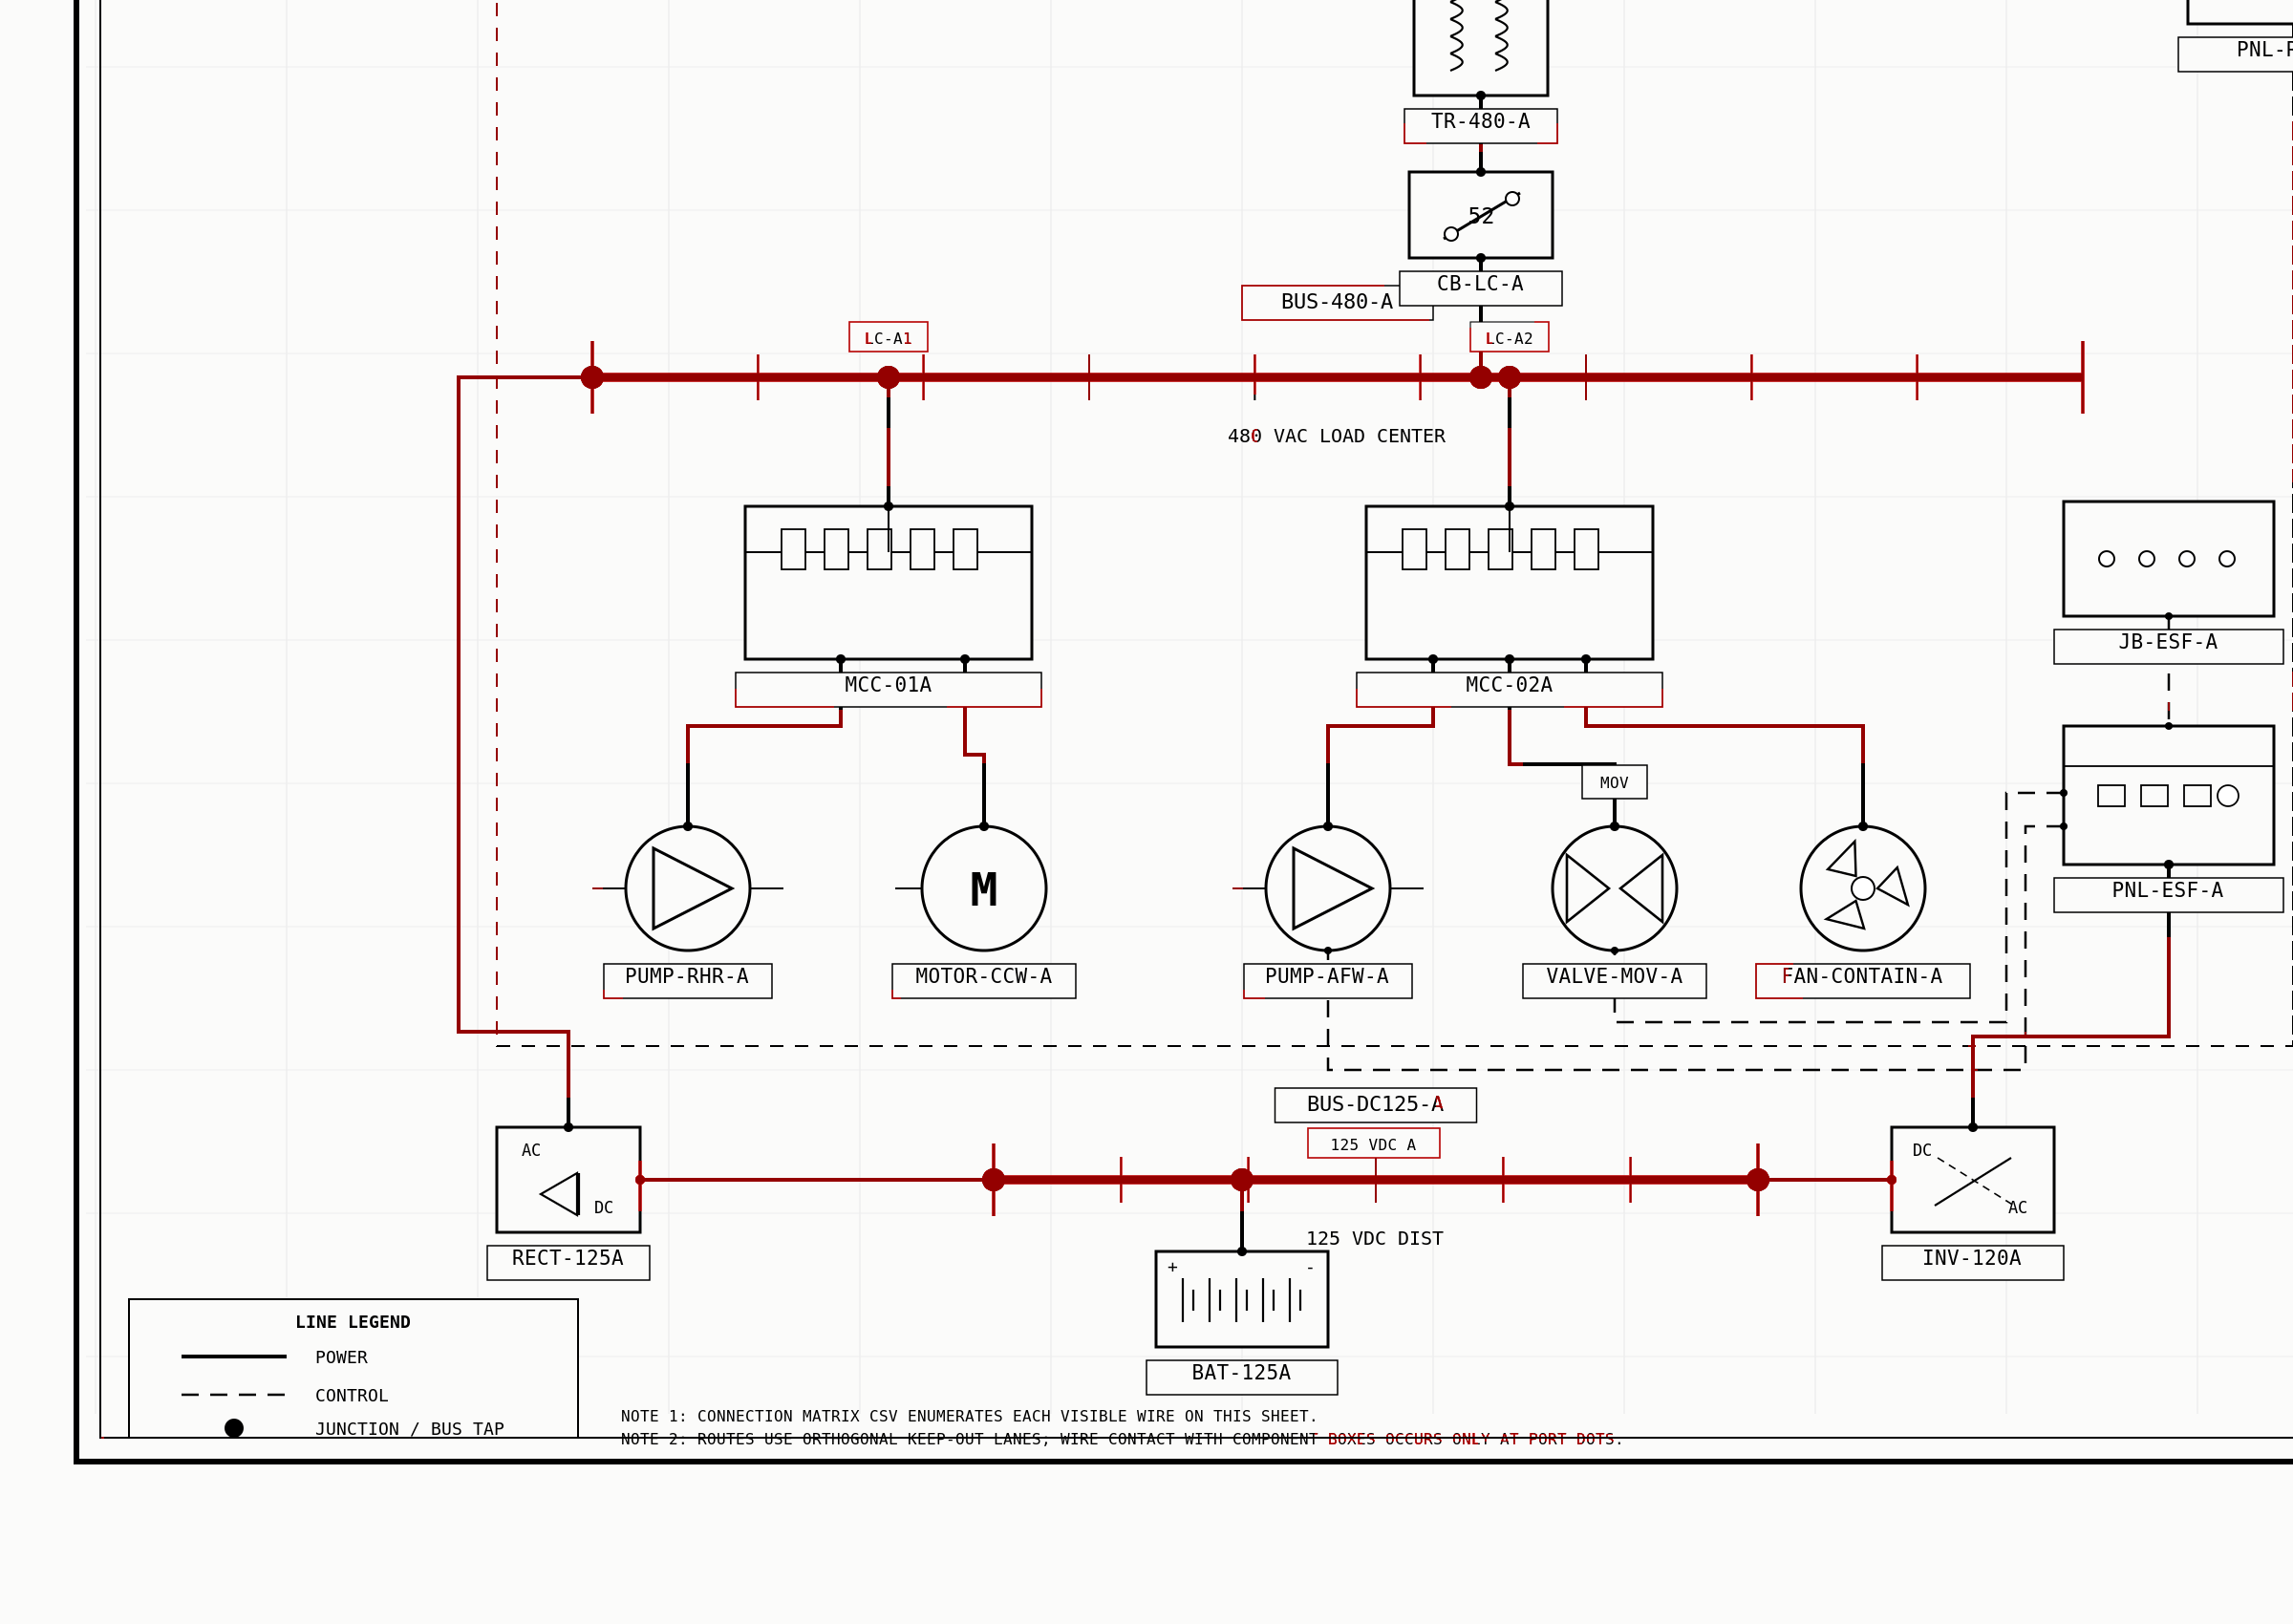 PNL-
TR-480-A
52
CB-LC-A
BUS-480-A
LC-A1
LC-A2
480 VAC LOAD CENTER
JB-ESF-A
MCC-01A
MCC-02A
MOV
M
PNL-ESF-A
PUMP-RHR-A
MOTOR-CCW-A
PUMP-AFW-A
VALVE-MOV-A
FAN-CONTAIN-A
BUS-DC125-A
125 VDC A
AC
DC
DC
AC
125 VDC DIST
RECT-125A
INV-120A
+ -
BAT-125A
LINE LEGEND
POWER
CONTROL
JUNCTION / BUS TAP
NOTE 1: CONNECTION MATRIX CSV ENUMERATES EACH VISIBLE WIRE ON THIS SHEET.
NOTE 2: ROUTES USE ORTHOGONAL KEEP-OUT LANES; WIRE CONTACT WITH COMPONENT BOXES OCCURS ONLY AT PORT DOTS.